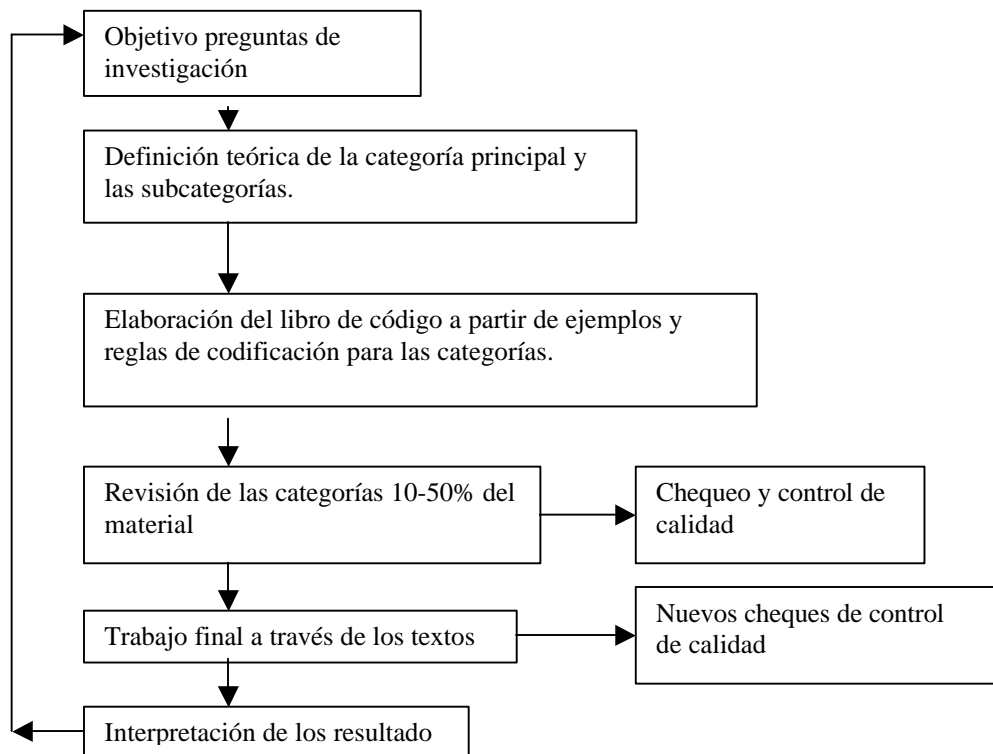 Objetivo preguntas de
investigación
Definición teórica de la categoría principal y
las subcategorías.
Elaboración del libro de código a partir de ejemplos y
reglas de codificación para las categorías.
Revisión de las categorías 10-50% del
material
Chequeo y control de
calidad
Trabajo final a través de los textos
Nuevos cheques de control
de calidad
Interpretación de los resultado